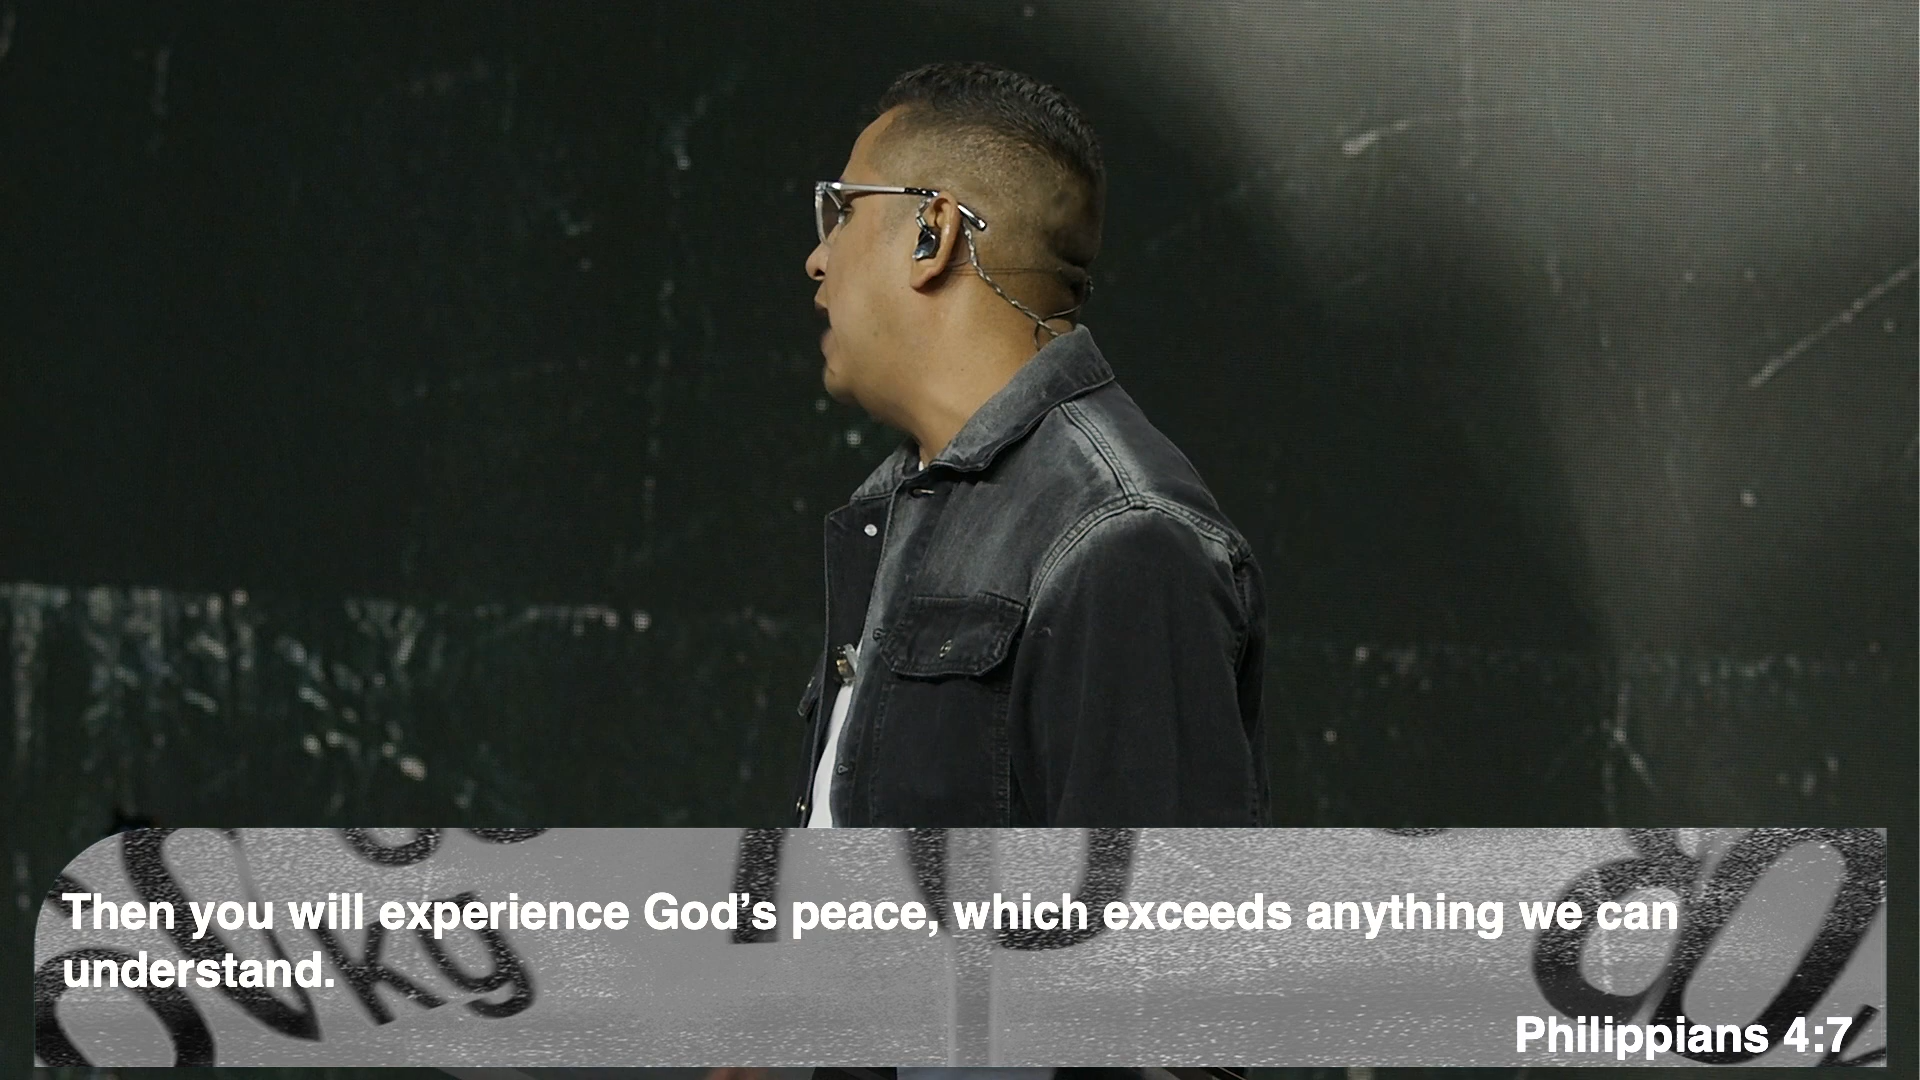 Then you will experience God’s peace, which exceeds anything we can
understand.
Philippians 4:7